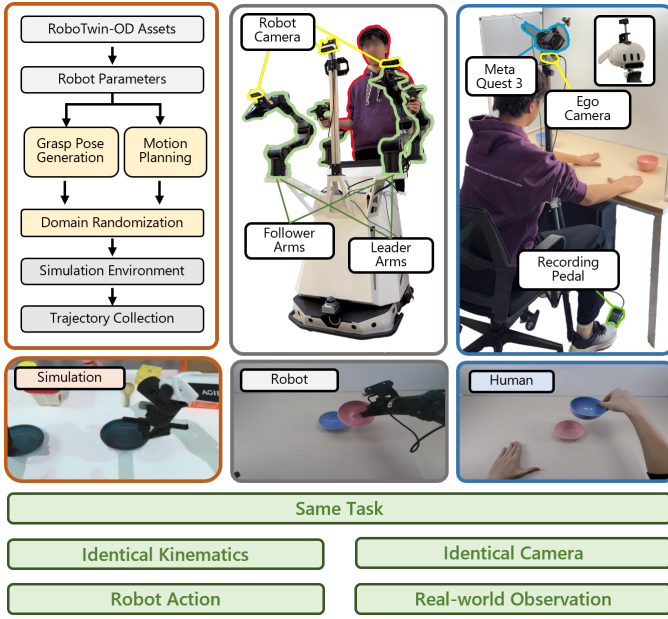 RoboTwin-OD Assets
Robot Parameters
Grasp Pose
Generation
Motion
Planning
Domain Randomization
Simulation Environment
Trajectory Collection
Robot
Camera
Follower
Arms
Leader
Arms
Meta
Quest 3
Ego
Camera
Recording
Pedal
Simulation
AGIL
Robot
Human
Same Task
Identical Kinematics
Identical Camera
Robot Action
Real-world Observation